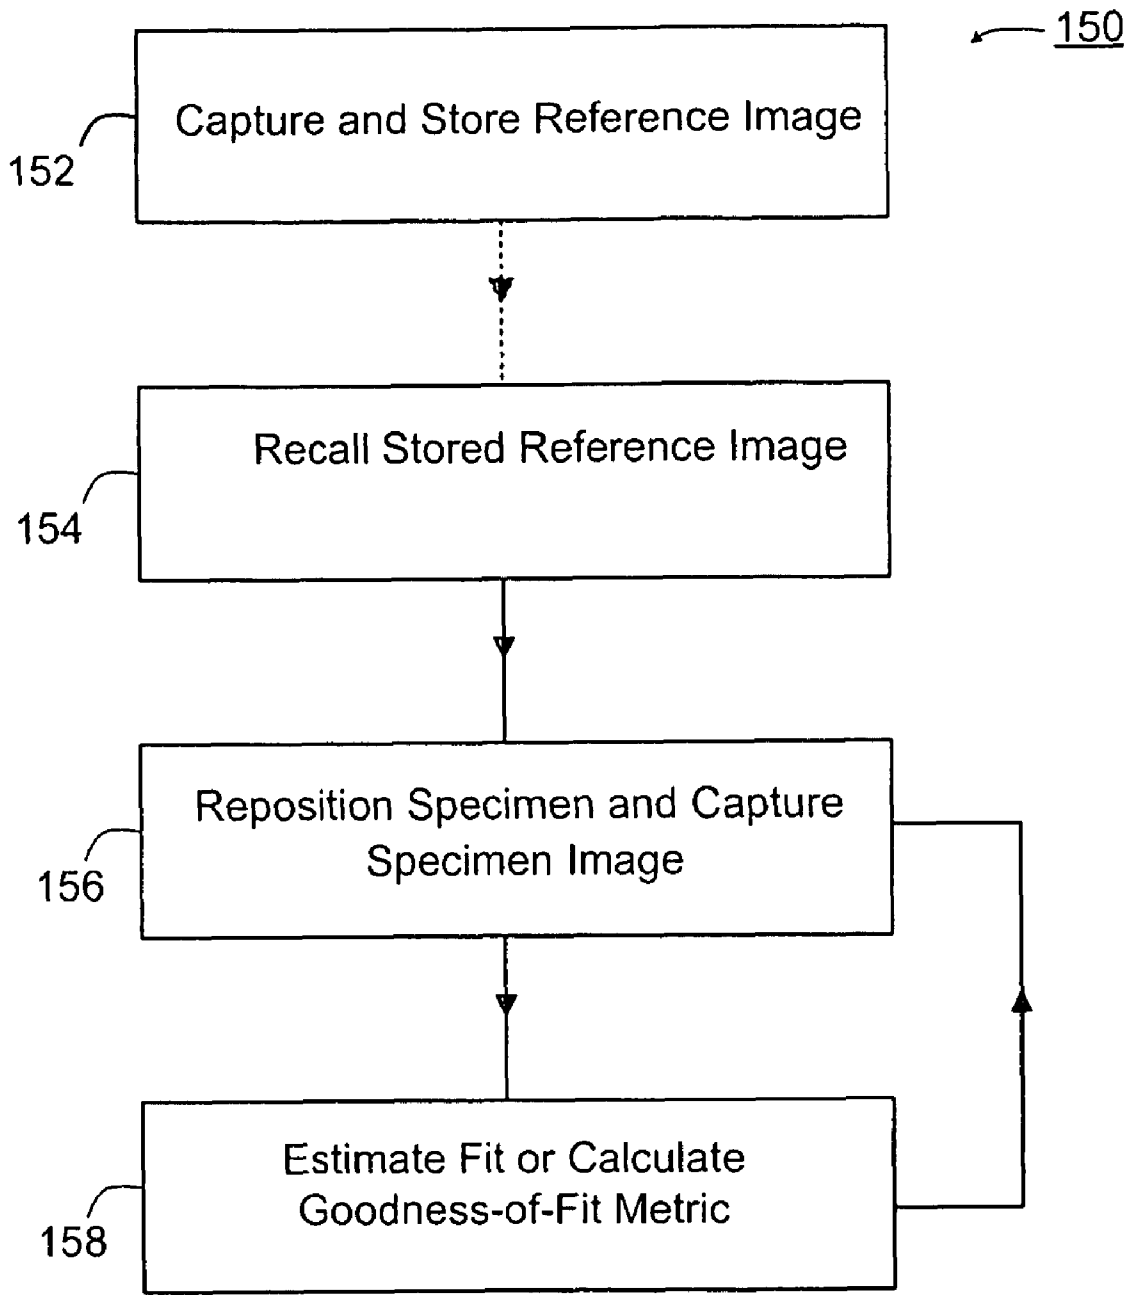 150
Capture and Store Reference Image
152
Recall Stored Reference Image
154
Reposition Specimen and Capture
Specimen Image
156
Estimate Fit or Calculate
Goodness-of-Fit Metric
158